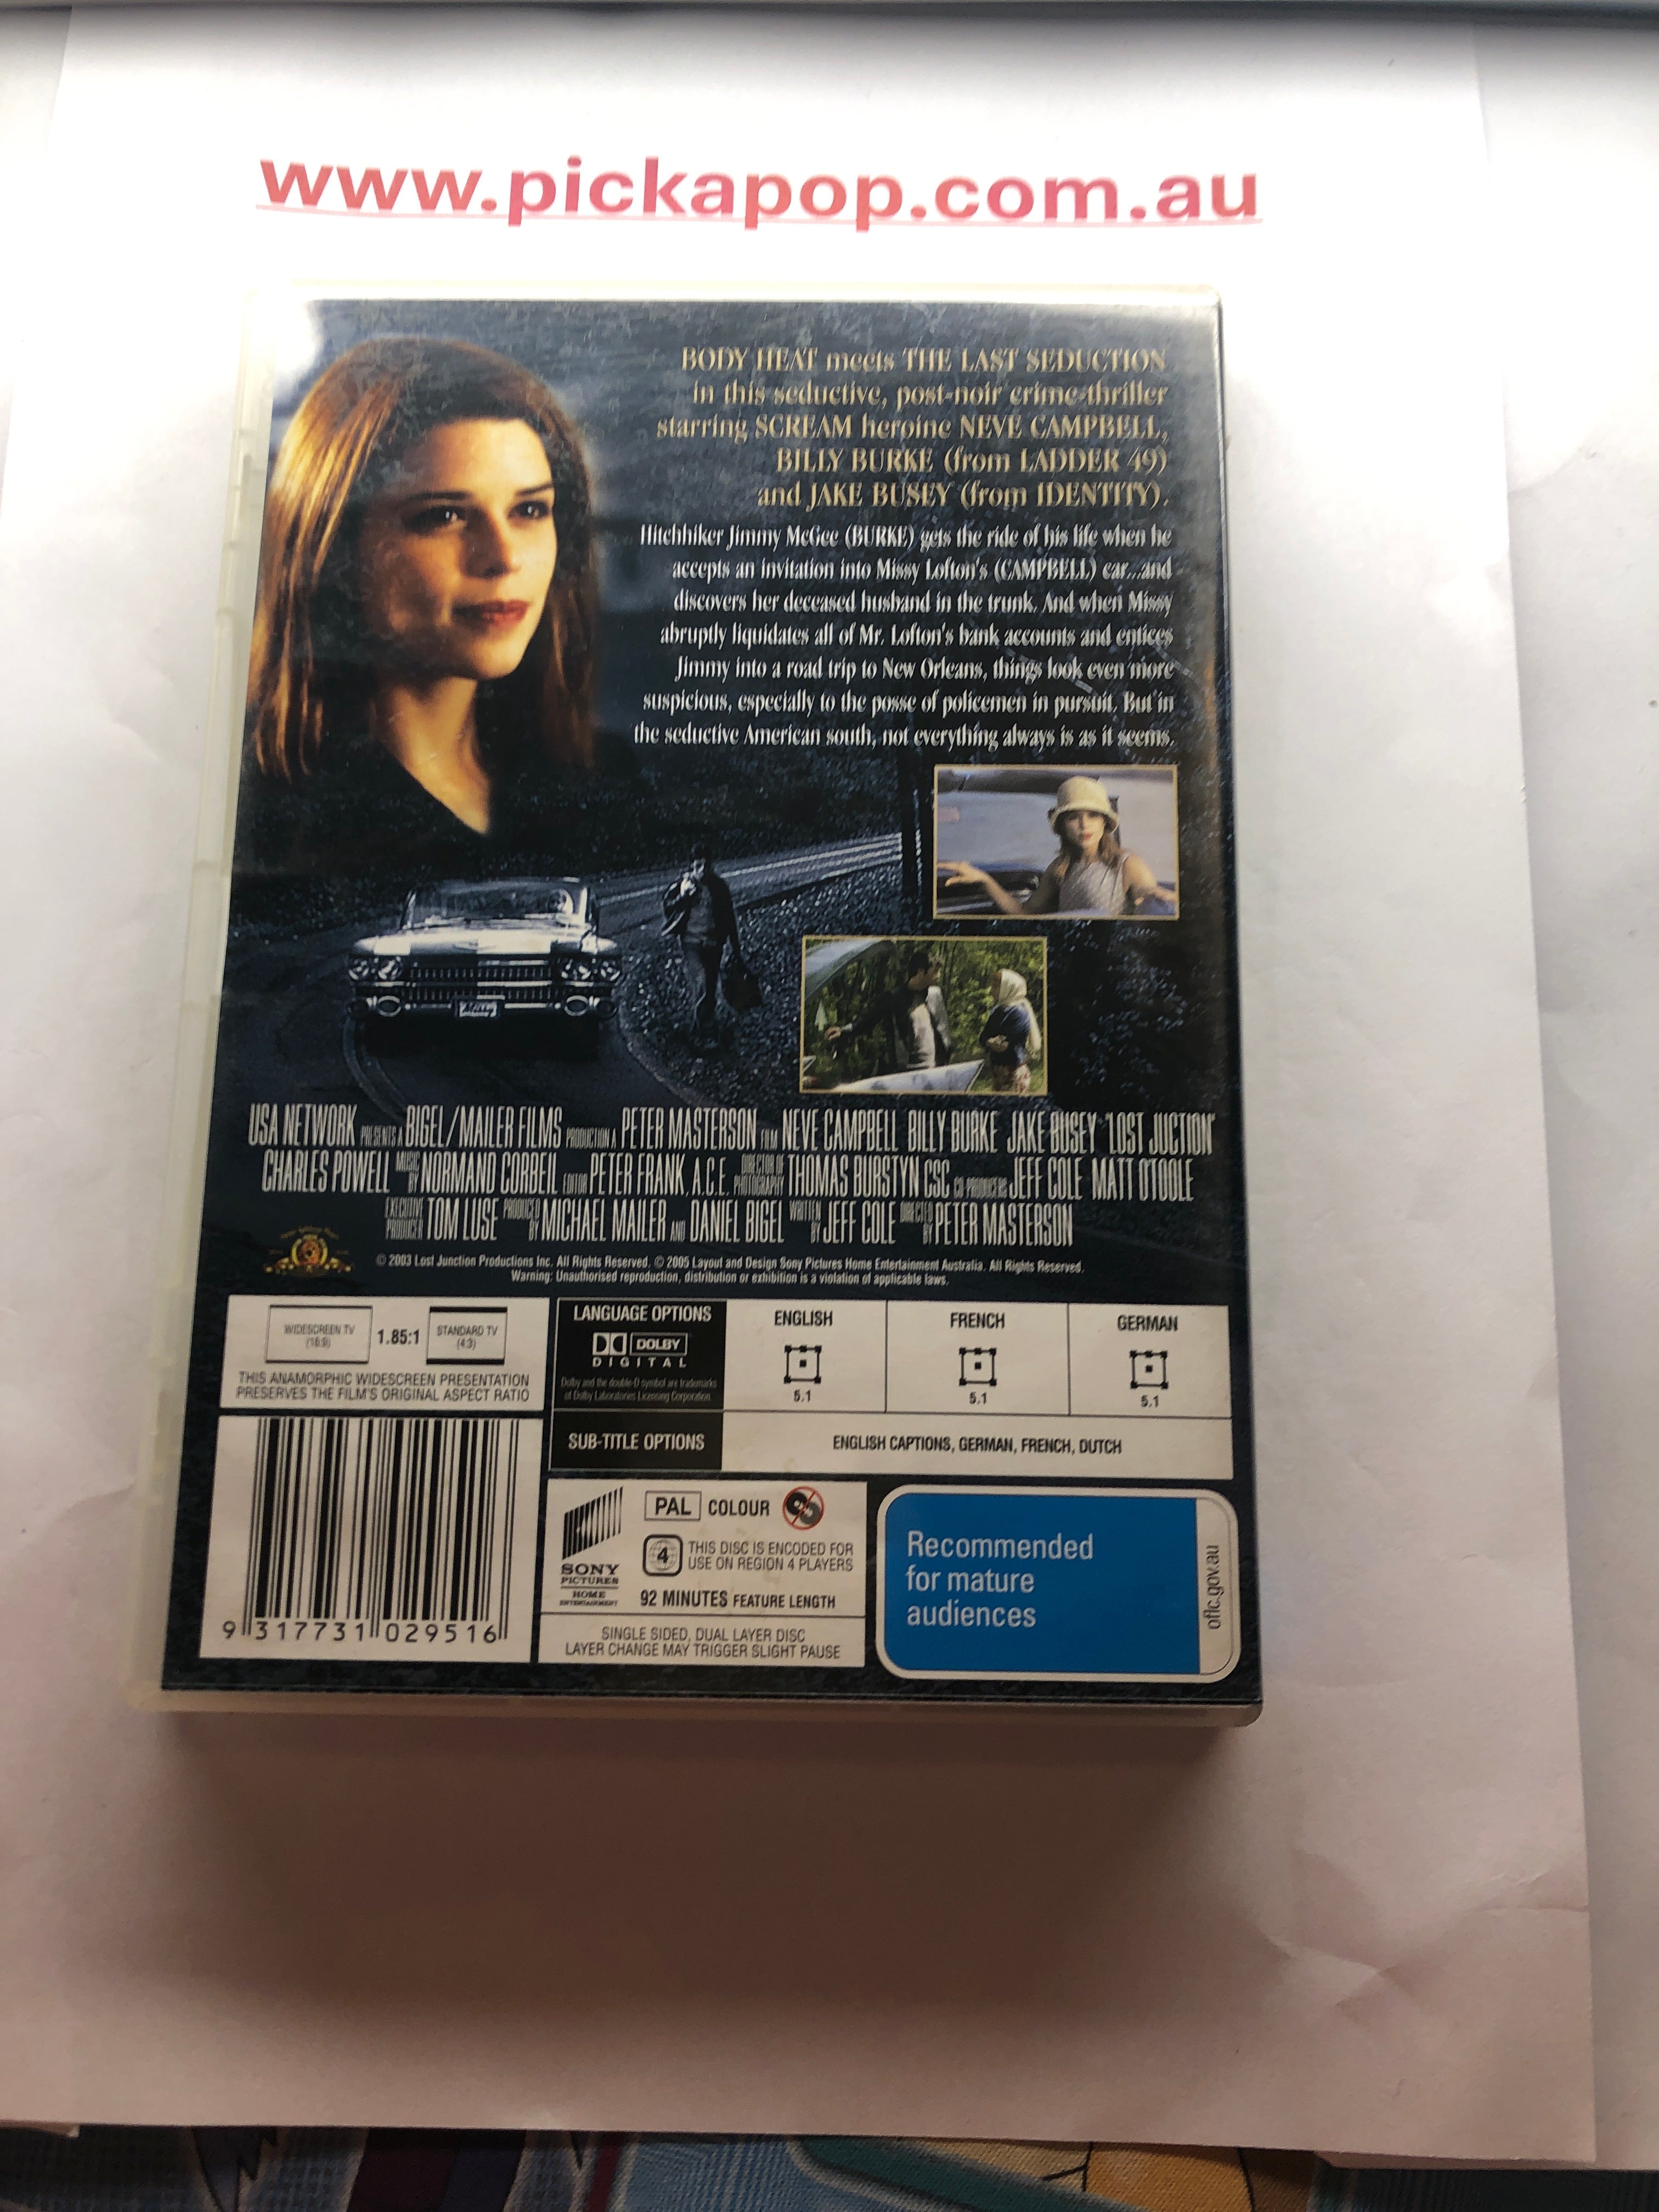 www.pickapop.com.au
BODY HEAT meets THE LAST SEDUCTION
in this seductive, post-noir crime-thriller
starring SCREAM heroine NEVE CAMPBELL,
BILLY BURKE (from LADDER 49)
and JAKE BUSEY (from IDENTITY).
Hitchhiker Jimmy McGee (BURKE) gets the ride of his life when he
accepts an invitation into Missy Lofton's (CAMPBELL) car...and
discovers her deceased husband in the trunk. And when Missy
abruptly liquidates all of Mr. Lofton's bank accounts and entices
Jimmy into a road trip to New Orleans, things look even more
suspicious, especially to the posse of policemen in pursuit. But in
the seductive American south, not everything always is as it seems.
USA NETWORK PRESENTS A BIGEL/MAILER FILMS PRODUCTION A PETER MASTERSON FILM NEVE CAMPBELL BILLY BURKE JAKE BUSEY "LOST JUCTION"
CHARLES POWELL MUSIC BY NORMAND CORBEIL EDITOR PETER FRANK, A.C.E. DIRECTOR OF PHOTOGRAPHY THOMAS BURSTYN CSC CO PRODUCERS JEFF COLE MATT O'TOOLE
EXECUTIVE PRODUCER TOM LUSE PRODUCED BY MICHAEL MAILER AND DANIEL BIGEL WRITTEN BY JEFF COLE DIRECTED BY PETER MASTERSON
© 2003 Lost Junction Productions Inc. All Rights Reserved. © 2005 Layout and Design Sony Pictures Home Entertainment Australia. All Rights Reserved.
Warning: Unauthorised reproduction, distribution or exhibition is a violation of applicable laws.
WIDESCREEN TV (16:9) 1.85:1 STANDARD TV (4:3)
THIS ANAMORPHIC WIDESCREEN PRESENTATION
PRESERVES THE FILM'S ORIGINAL ASPECT RATIO
LANGUAGE OPTIONS
DOLBY
DIGITAL
Dolby and the double-D symbol are trademarks
of Dolby Laboratories Licensing Corporation.
ENGLISH
5.1
FRENCH
5.1
GERMAN
5.1
SUB-TITLE OPTIONS
ENGLISH CAPTIONS, GERMAN, FRENCH, DUTCH
9 317731 029516
SONY
PICTURES
HOME
ENTERTAINMENT
PAL COLOUR
4 THIS DISC IS ENCODED FOR
USE ON REGION 4 PLAYERS
92 MINUTES FEATURE LENGTH
SINGLE SIDED, DUAL LAYER DISC
LAYER CHANGE MAY TRIGGER SLIGHT PAUSE
Recommended
for mature
audiences
oflc.gov.au